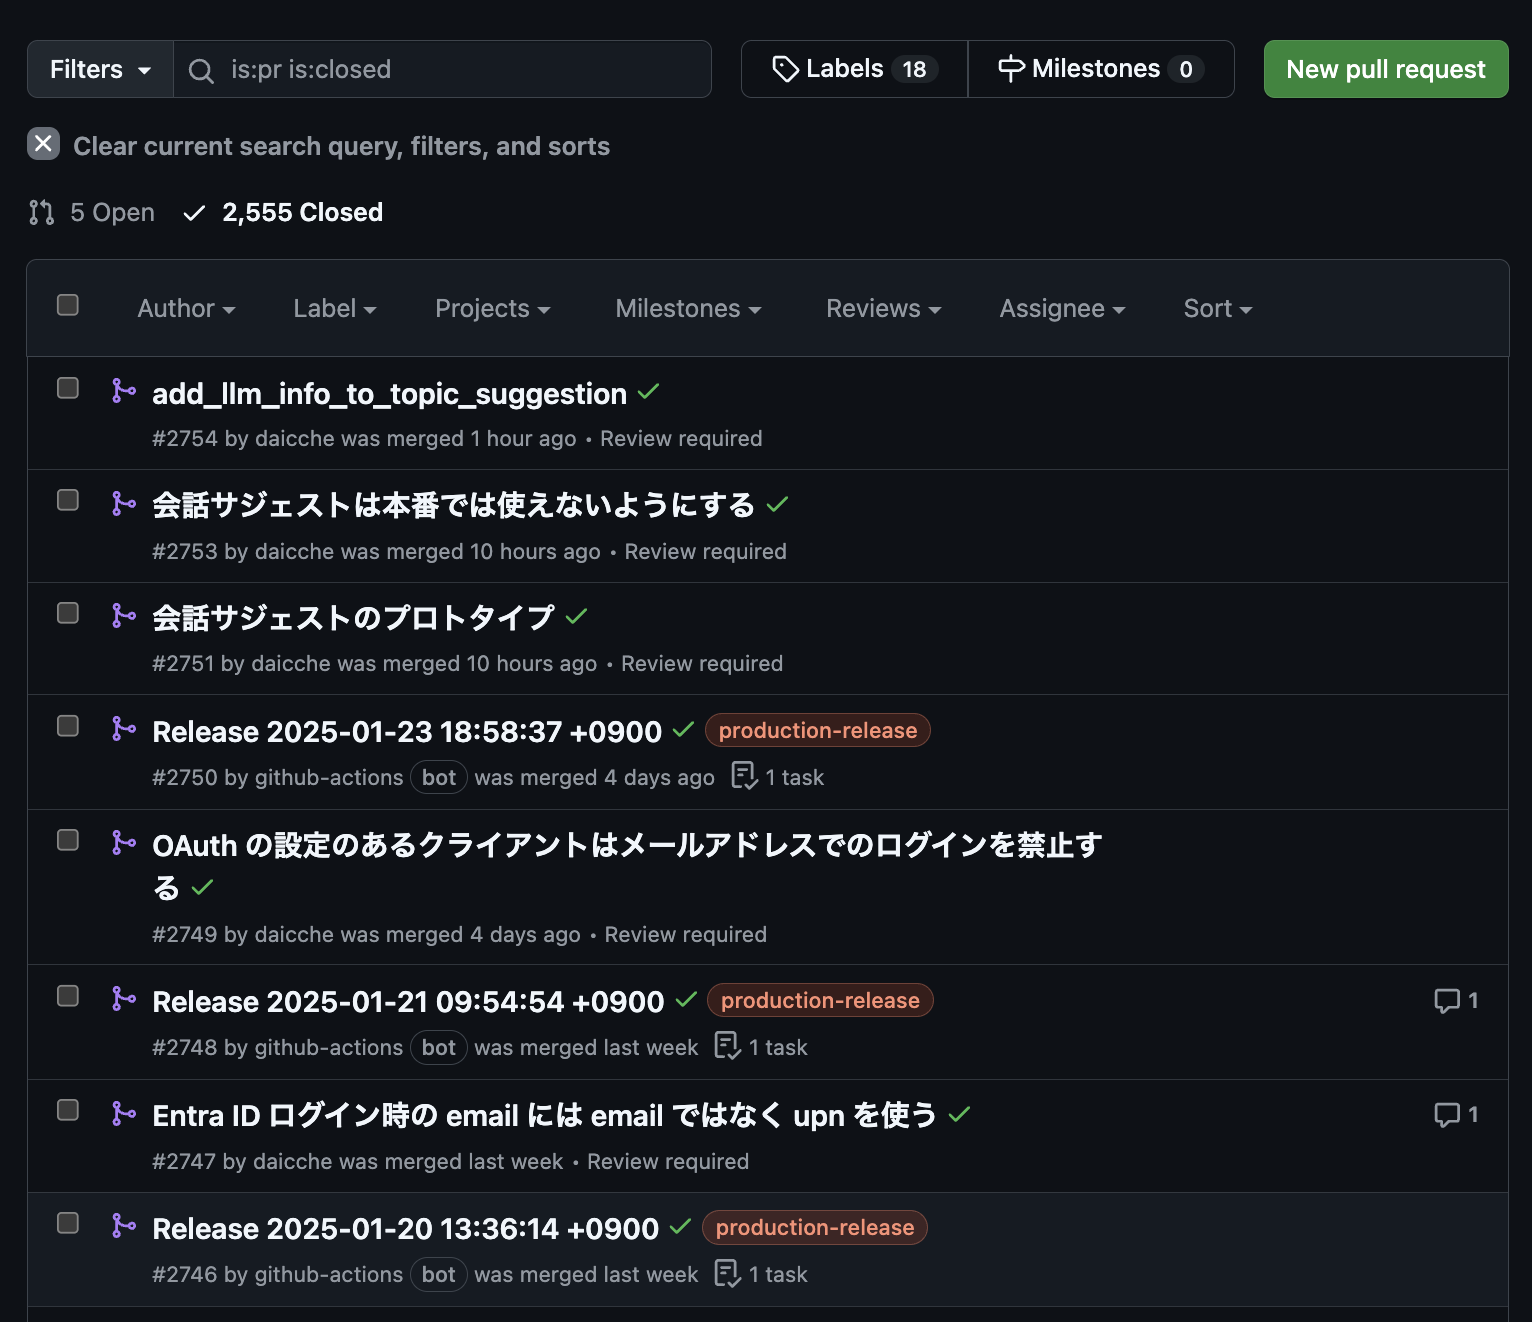 Filters is:pr is:closed Labels 18 Milestones 0 New pull request
Clear current search query, filters, and sorts
5 Open 2,555 Closed
Author Label Projects Milestones Reviews Assignee Sort
add_llm_info_to_topic_suggestion
#2754 by daicche was merged 1 hour ago • Review required
会話サジェストは本番では使えないようにする
#2753 by daicche was merged 10 hours ago • Review required
会話サジェストのプロトタイプ
#2751 by daicche was merged 10 hours ago • Review required
Release 2025-01-23 18:58:37 +0900 production-release
#2750 by github-actions bot was merged 4 days ago 1 task
OAuth の設定のあるクライアントはメールアドレスでのログインを禁止す
る
#2749 by daicche was merged 4 days ago • Review required
Release 2025-01-21 09:54:54 +0900 production-release 1
#2748 by github-actions bot was merged last week 1 task
Entra ID ログイン時の email には email ではなく upn を使う 1
#2747 by daicche was merged last week • Review required
Release 2025-01-20 13:36:14 +0900 production-release
#2746 by github-actions bot was merged last week 1 task